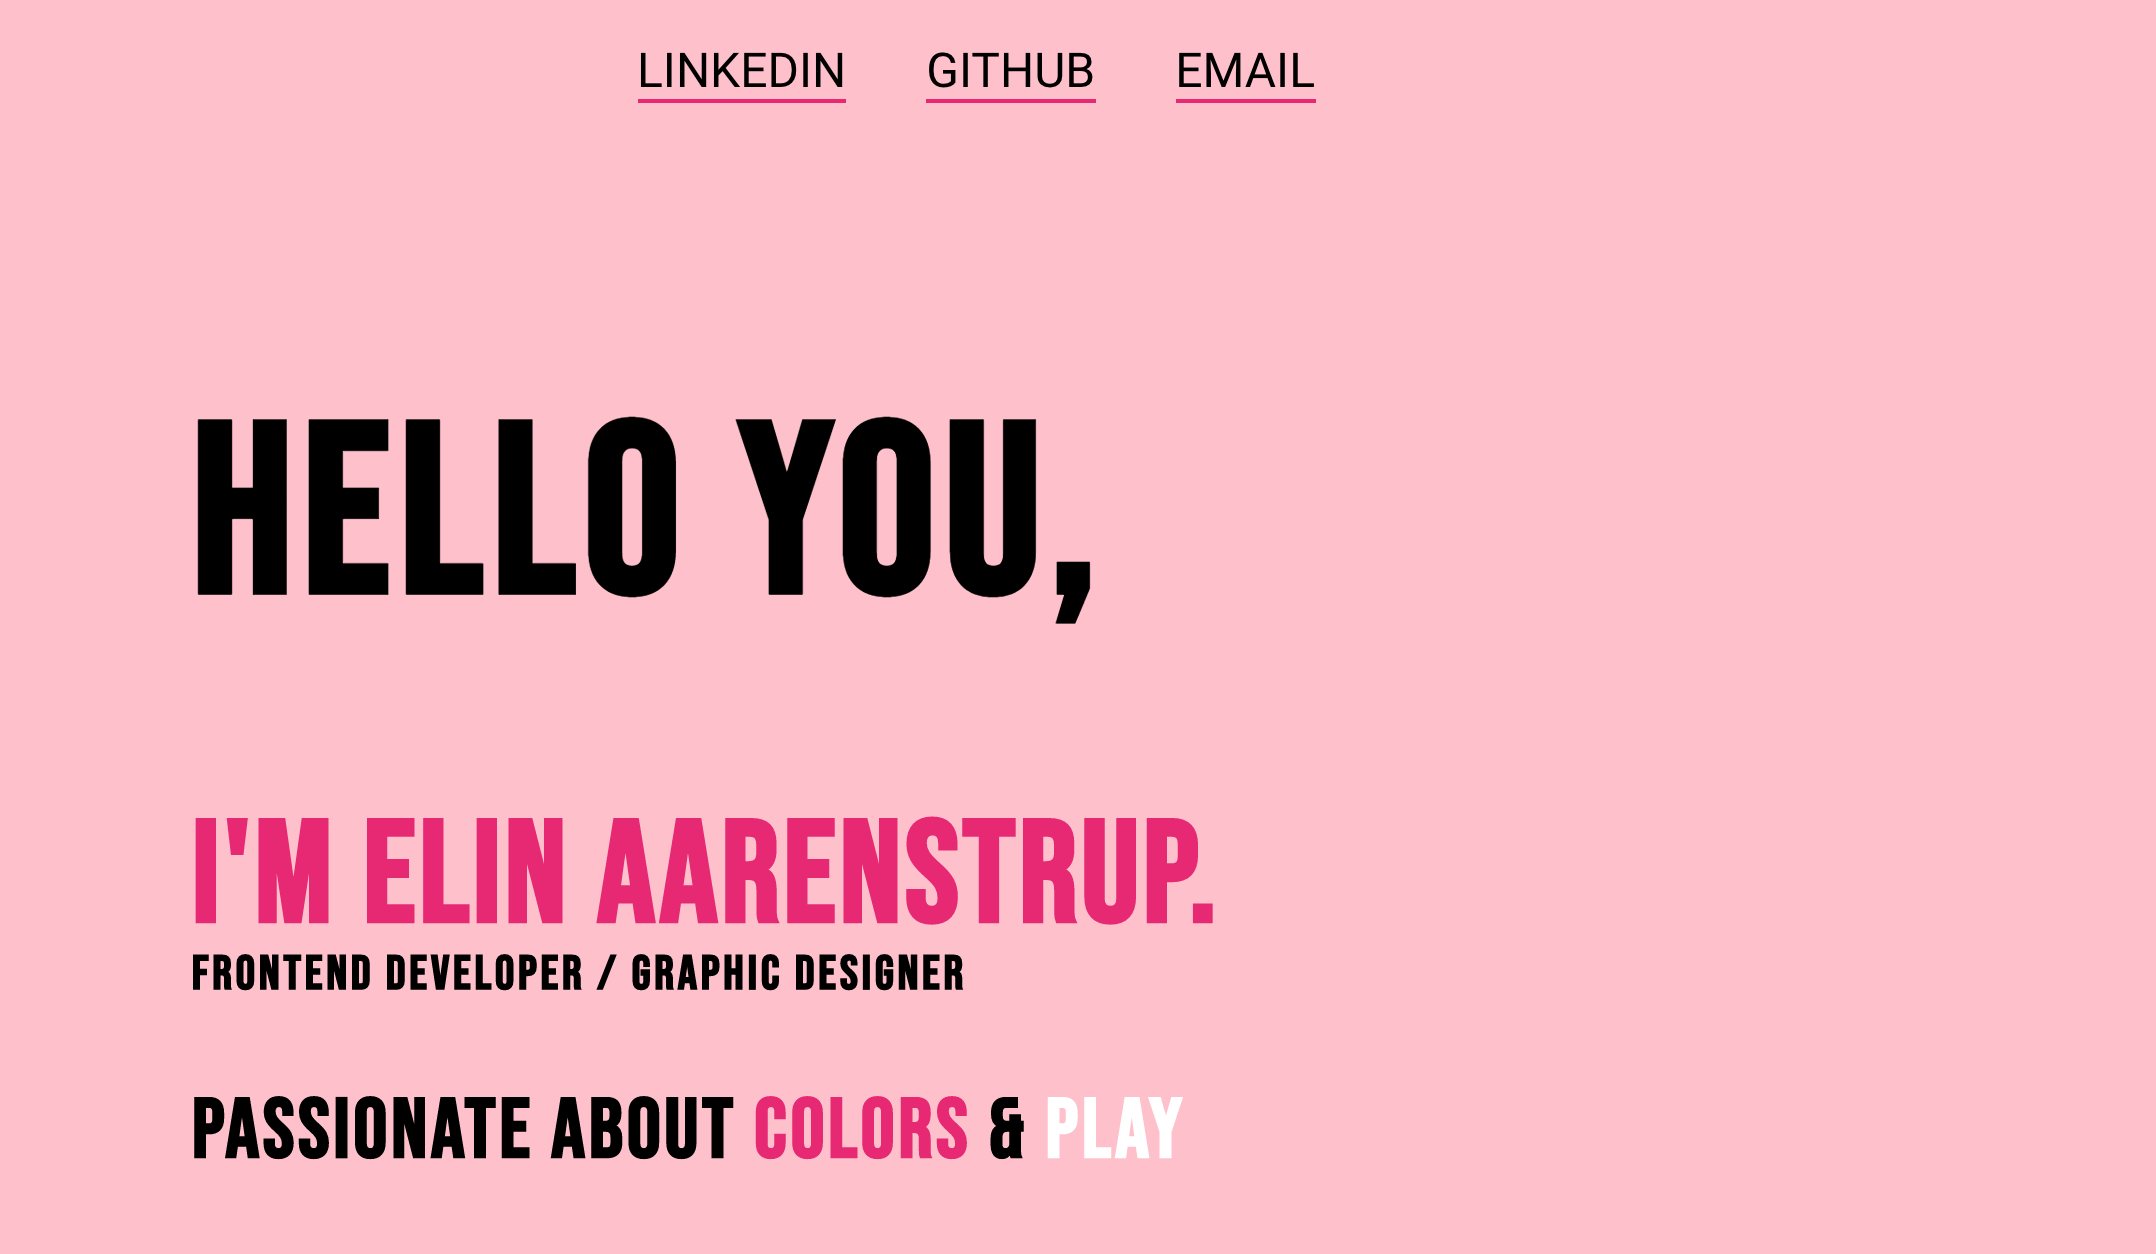 LINKEDIN GITHUB EMAIL
HELLO YOU,
I'M ELIN AARENSTRUP.
FRONTEND DEVELOPER / GRAPHIC DESIGNER
PASSIONATE ABOUT COLORS & PLAY